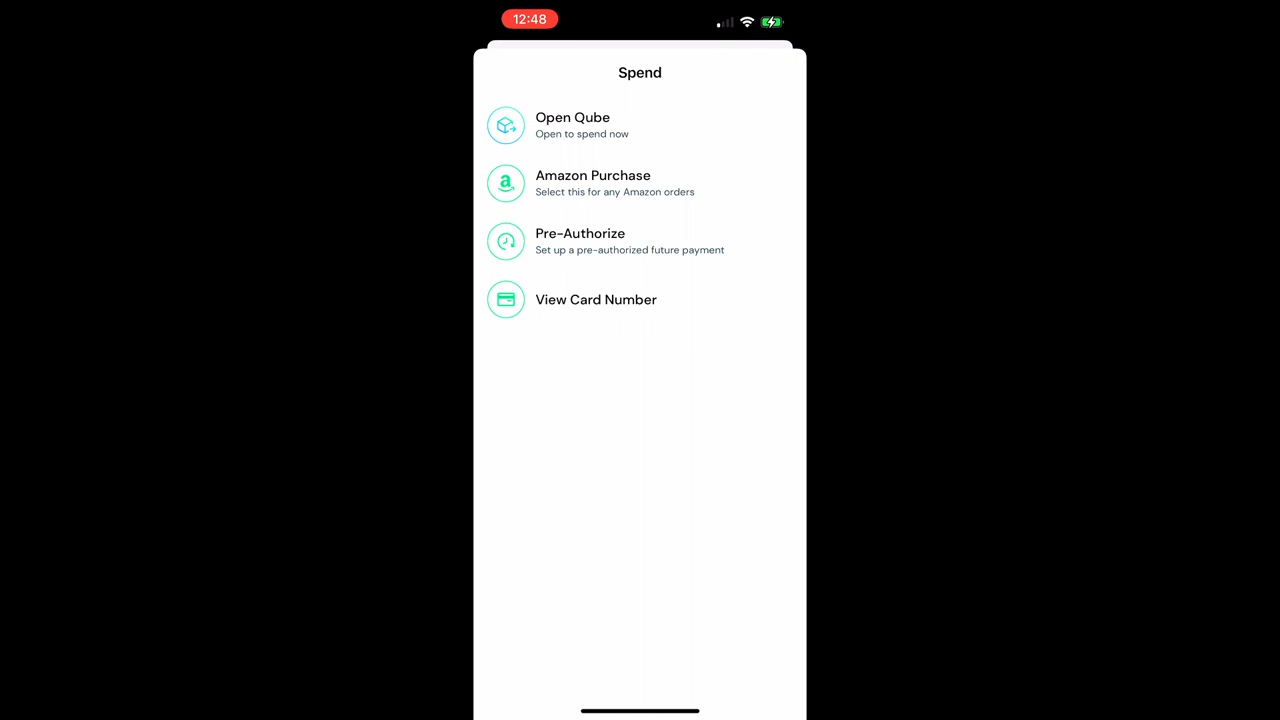 12:48
Spend
Open Qube
Open to spend now
Amazon Purchase
Select this for any Amazon orders
Pre-Authorize
Set up a pre-authorized future payment
View Card Number